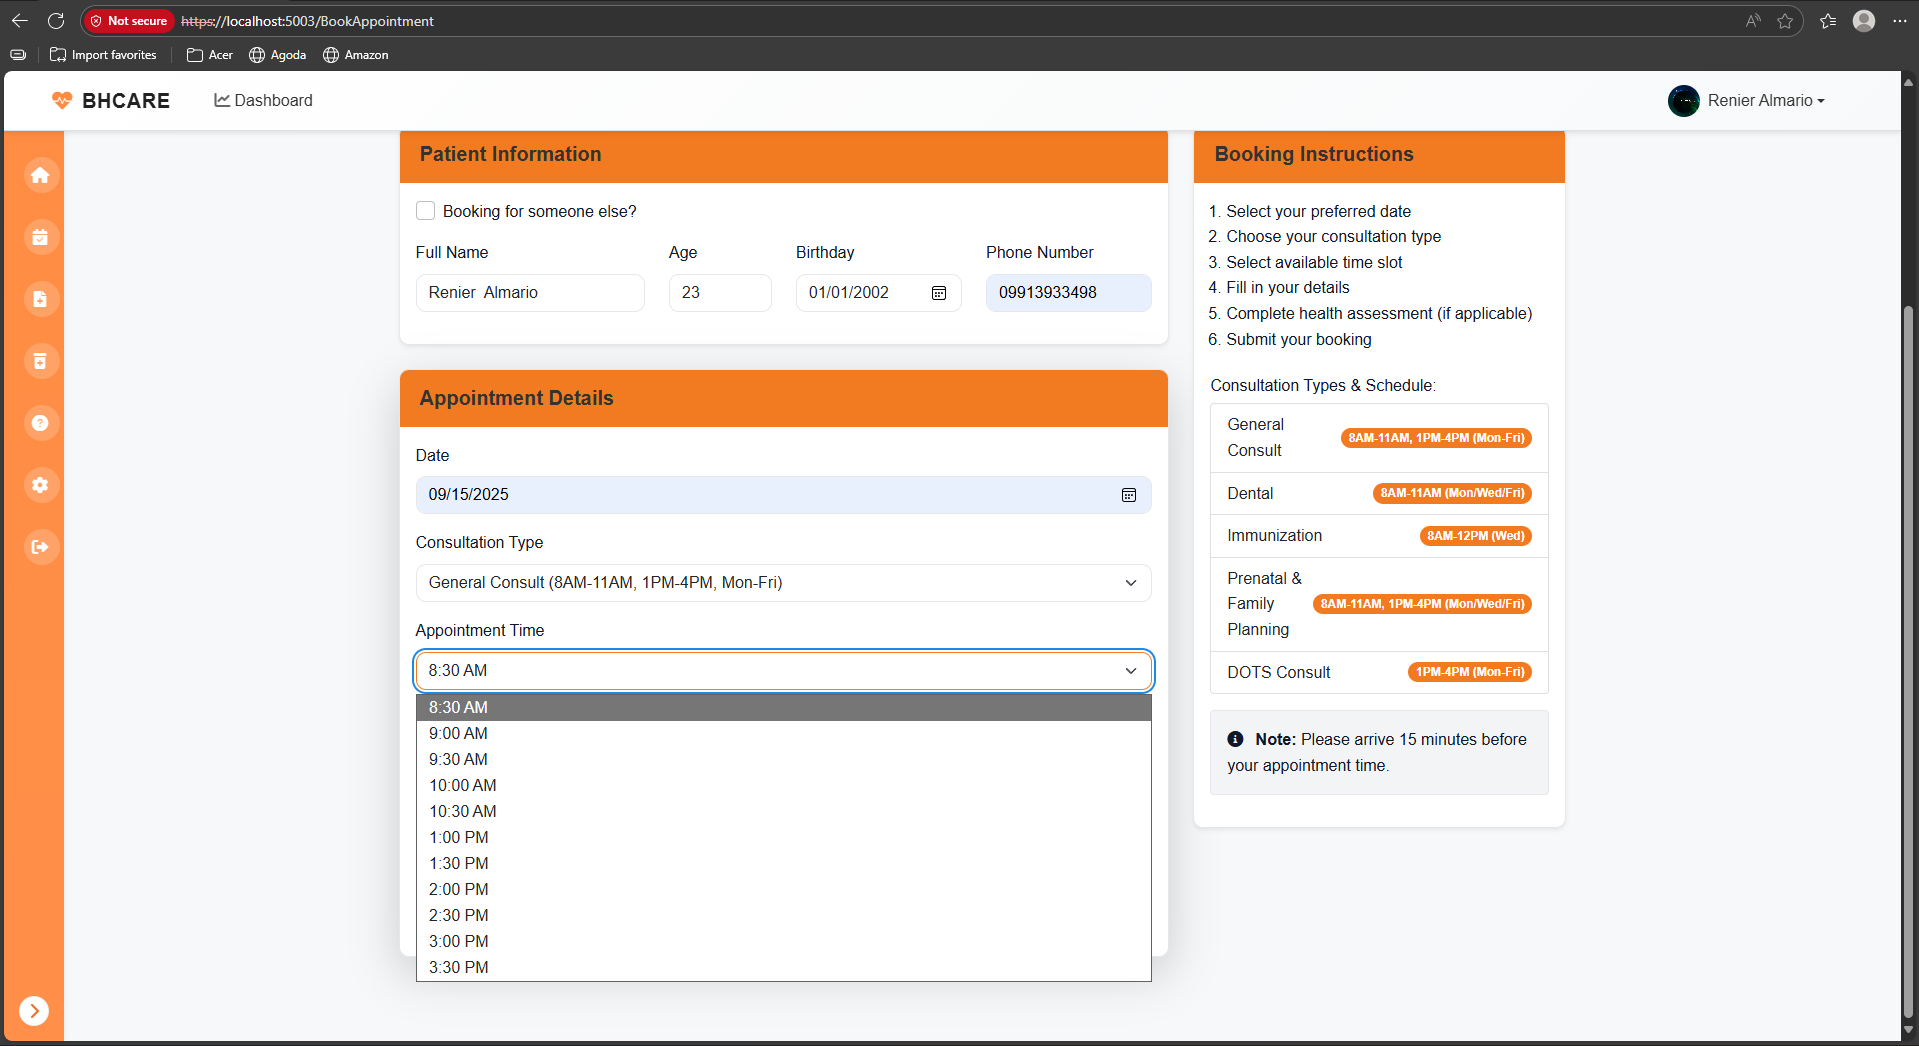 Not secure https://localhost:5003/BookAppointment
Import favorites Acer Agoda Amazon
BHCARE Dashboard Renier Almario
Patient Information
Booking for someone else?
Full Name Age Birthday Phone Number
Renier Almario 23 01/01/2002 09913933498
Appointment Details
Date
09/15/2025
Consultation Type
General Consult (8AM-11AM, 1PM-4PM, Mon-Fri)
Appointment Time
8:30 AM
8:30 AM
9:00 AM
9:30 AM
10:00 AM
10:30 AM
1:00 PM
1:30 PM
2:00 PM
2:30 PM
3:00 PM
3:30 PM
Booking Instructions
1. Select your preferred date
2. Choose your consultation type
3. Select available time slot
4. Fill in your details
5. Complete health assessment (if applicable)
6. Submit your booking
Consultation Types & Schedule:
General
Consult
8AM-11AM, 1PM-4PM (Mon-Fri)
Dental 8AM-11AM (Mon/Wed/Fri)
Immunization 8AM-12PM (Wed)
Prenatal &
Family
Planning
8AM-11AM, 1PM-4PM (Mon/Wed/Fri)
DOTS Consult 1PM-4PM (Mon-Fri)
Note: Please arrive 15 minutes before
your appointment time.